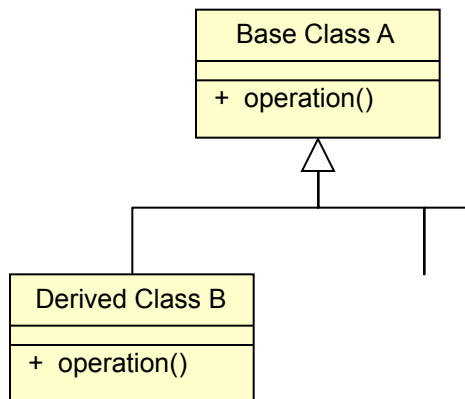 Base Class A
+ operation()
Derived Class B
+ operation()